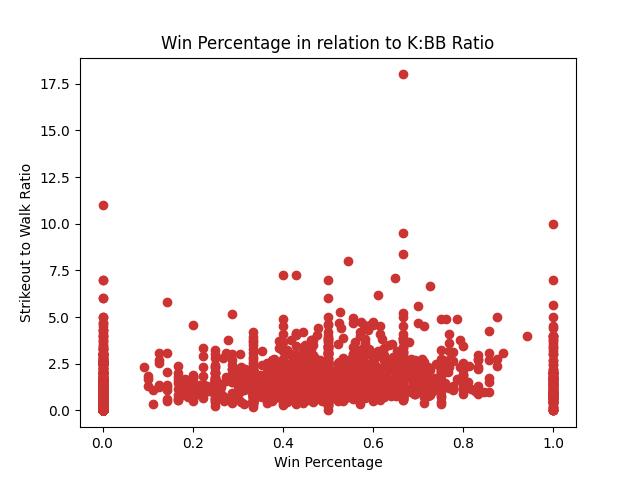 Win Percentage in relation to K:BB Ratio
Strikeout to Walk Ratio
17.5
15.0
12.5
10.0
7.5
5.0
2.5
0.0
0.0 0.2 0.4 0.6 0.8 1.0
Win Percentage